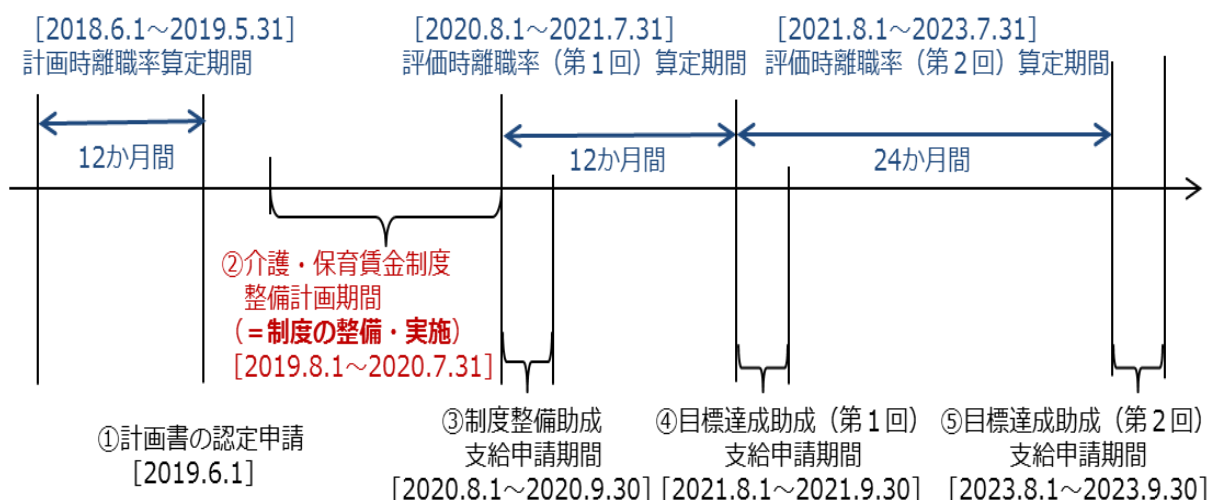 [2018.6.1～2019.5.31]
計画時離職率算定期間
[2020.8.1～2021.7.31]
評価時離職率（第１回）算定期間
[2021.8.1～2023.7.31]
評価時離職率（第２回）算定期間
12か月間
12か月間
24か月間
②介護・保育賃金制度
整備計画期間
(＝制度の整備・実施)
[2019.8.1～2020.7.31]
①計画書の認定申請
[2019.6.1]
③制度整備助成
支給申請期間
[2020.8.1～2020.9.30]
④目標達成助成（第１回）
支給申請期間
[2021.8.1～2021.9.30]
⑤目標達成助成（第２回）
支給申請期間
[2023.8.1～2023.9.30]